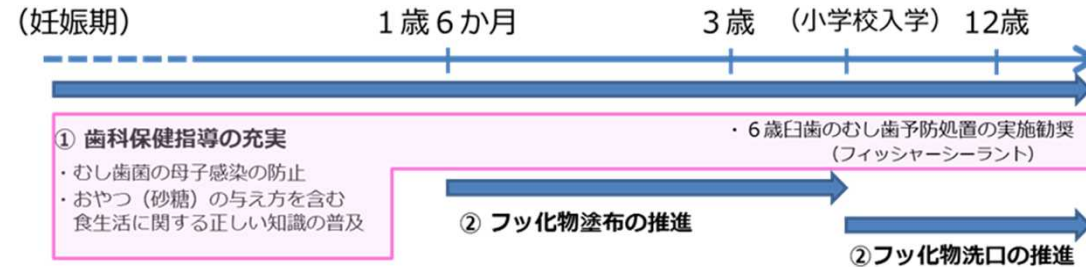 （妊娠期）
１歳６か月
３歳
（小学校入学）
12歳
① 歯科保健指導の充実
・むし歯菌の母子感染の防止
・おやつ（砂糖）の与え方を含む
食生活に関する正しい知識の普及
・６歳臼歯のむし歯予防処置の実施勧奨
（フィッシャーシーラント）
② フッ化物塗布の推進
②フッ化物洗口の推進